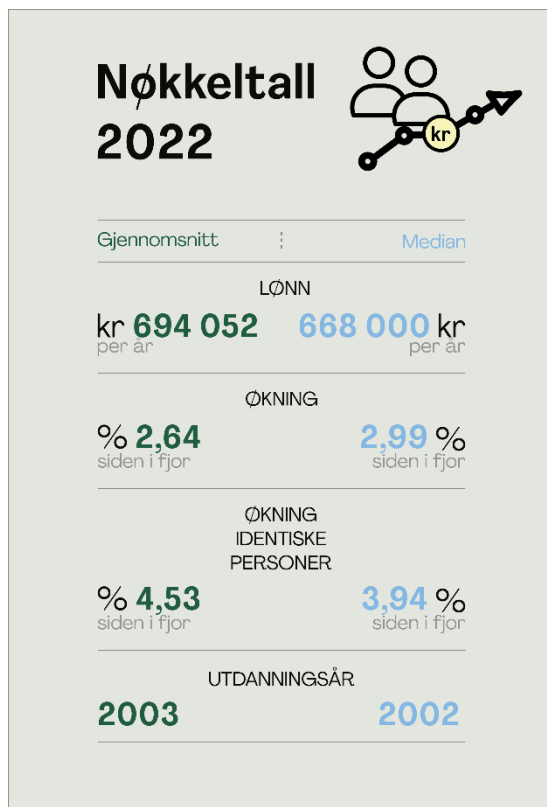 Nøkkeltall
2022
kr
Gjennomsnitt Median
LØNN
kr 694 052 668 000 kr
per år per år
ØKNING
% 2,64 2,99 %
siden i fjor siden i fjor
ØKNING
IDENTISKE
PERSONER
% 4,53 3,94 %
siden i fjor siden i fjor
UTDANNINGSÅR
2003 2002